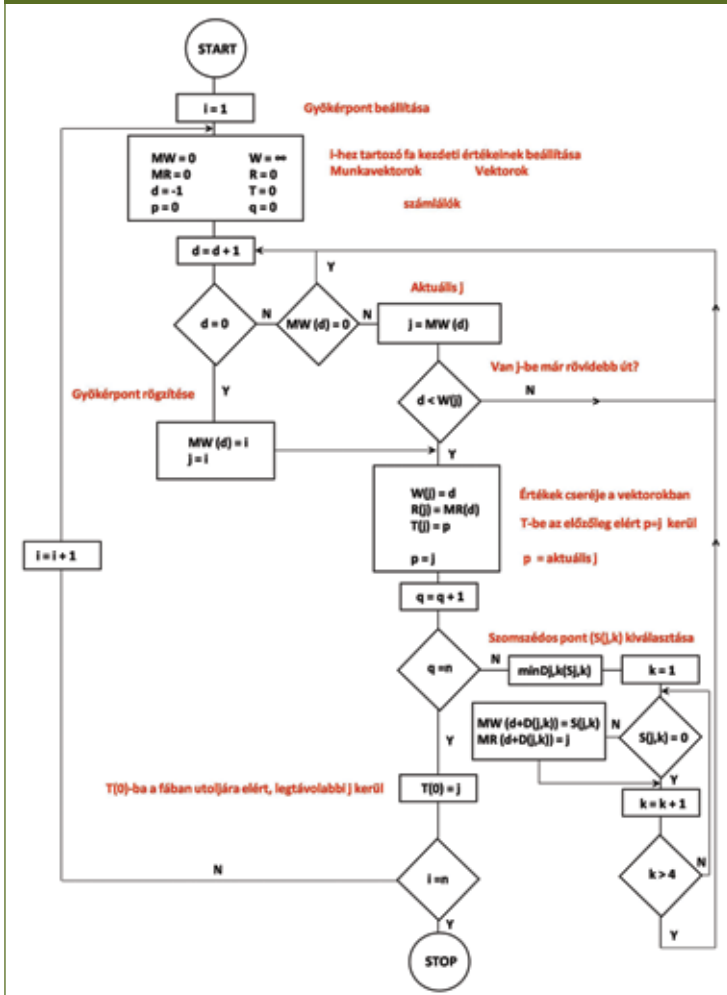 START
i = 1
Gyökérpont beállítása
MW = 0 W = ∞
MR = 0 R = 0
d = -1 T = 0
p = 0 q = 0
i-hez tartozó fa kezdeti értékeinek beállítása
Munkavektorok Vektorok
számlálók
d = d + 1
Y
Aktuális j
d = 0
N
MW (d) = 0
N
j = MW (d)
Van j-be már rövidebb út?
Gyökérpont rögzítése
Y
d < W(j)
N
MW (d) = i
j = i
Y
W(j) = d
R(j) = MR(d)
T(j) = p
p = j
Értékek cseréje a vektorokban
T-be az előzőleg elért p=j kerül
p = aktuális j
i = i + 1
q = q + 1
Szomszédos pont (S(j,k) kiválasztása
q =n
N
minDj,k(Sj,k)
k = 1
MW (d+D(j,k)) = S(j,k)
MR (d+D(j,k]) = j
N
S(j,k) = 0
Y
Y
T(0)-ba a fában utoljára elért, legtávolabbi j kerül
T(0) = j
k = k + 1
N
i =n
k > 4
N
Y
Y
STOP